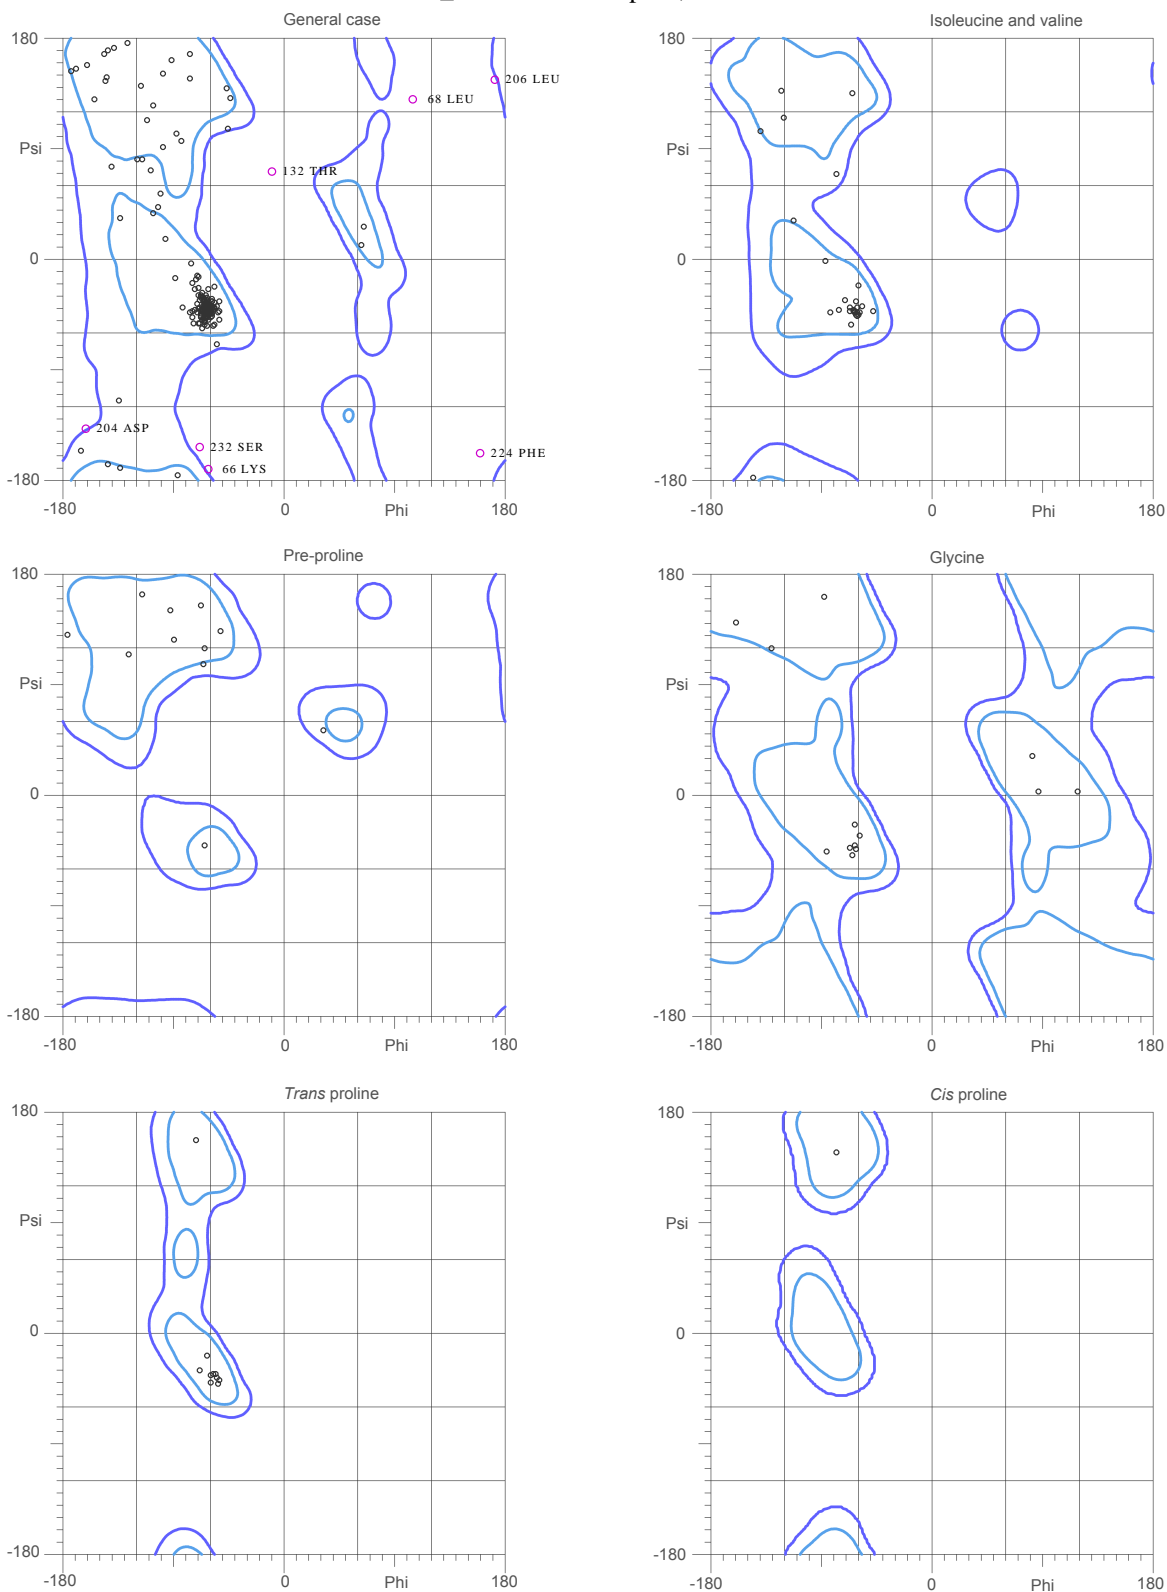 General case
Isoleucine and valine
180
Psi
0
-180
-180
0
Phi
180
206 LEU
68 LEU
132 THR
204 ASP
232 SER
66 LYS
224 PHE
180
Psi
0
-180
-180
0
Phi
180
Pre-proline
Glycine
180
Psi
0
-180
-180
0
Phi
180
180
Psi
0
-180
-180
0
Phi
180
Trans proline
Cis proline
180
Psi
0
-180
-180
0
Phi
180
180
Psi
0
-180
-180
0
Phi
180